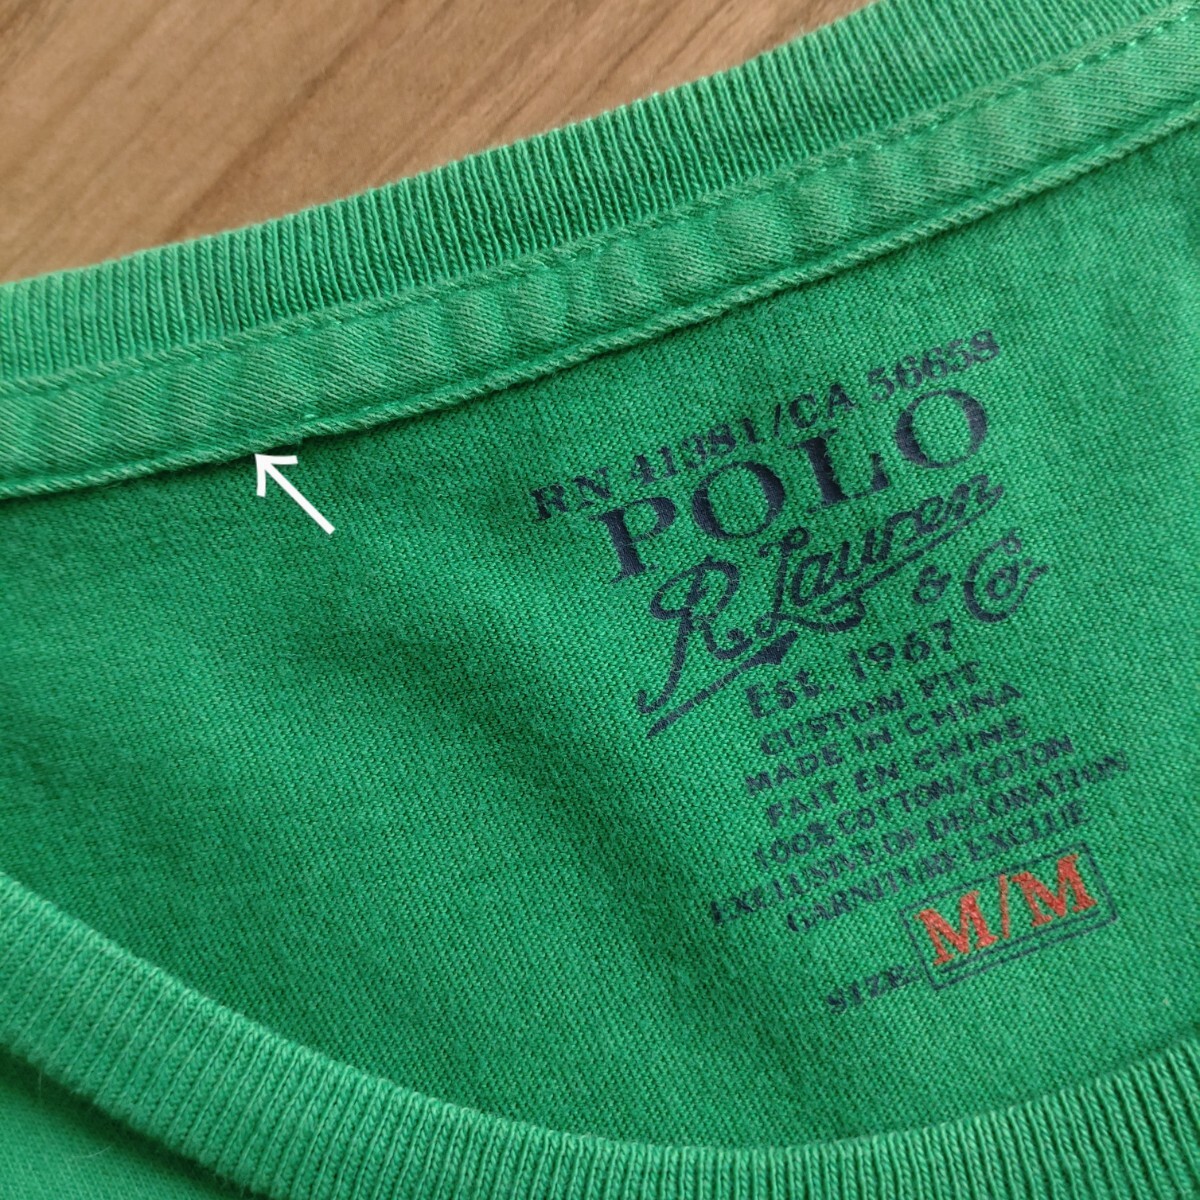 RN 41381/CA 56658
POLO
R. Lauren
& Co.
EST. 1967
CUSTOM FIT
MADE IN CHINA
FAIT EN CHINE
100% COTTON/COTON
EXCLUSIVE OF DECORATION
GARNITURE EXCLUE
SIZE: M/M